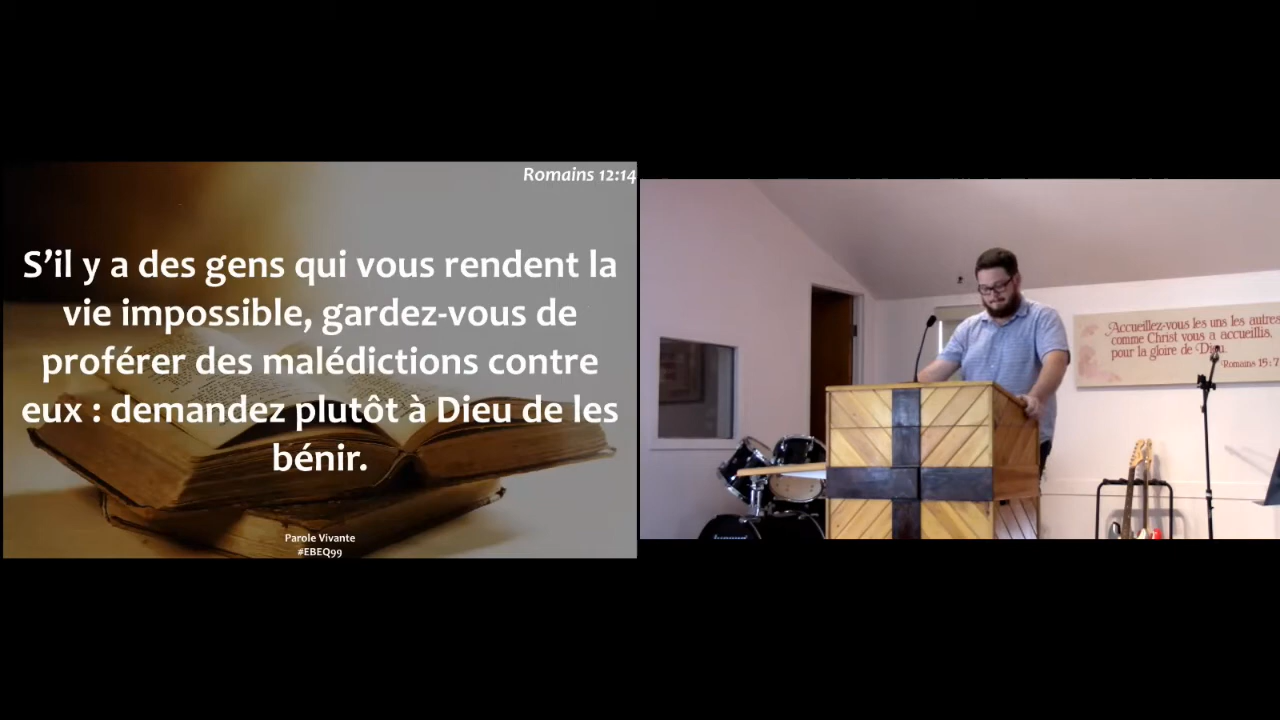 Romains 12:14
S’il y a des gens qui vous rendent la
vie impossible, gardez-vous de
proférer des malédictions contre
eux : demandez plutôt à Dieu de les
bénir.
Parole Vivante
#EBEQ99
Accueillez-vous les uns les autres
comme Christ vous a accueillis,
pour la gloire de Dieu.
Romains 15:7